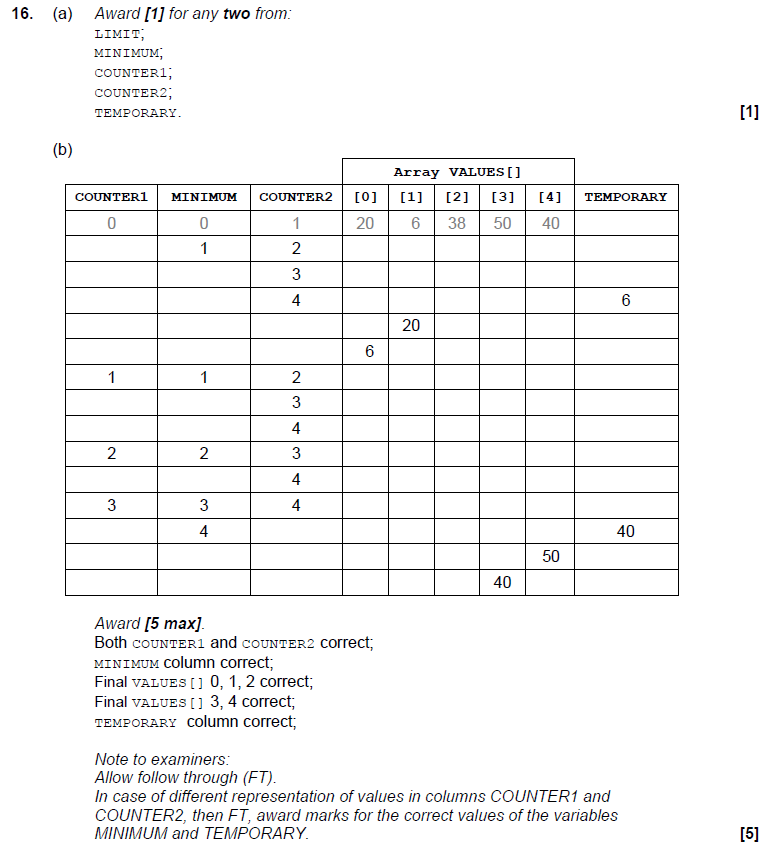 16. (a) Award [1] for any two from:
LIMIT;
MINIMUM;
COUNTER1;
COUNTER2;
TEMPORARY. [1]
(b)
Array VALUES[]
COUNTER1 MINIMUM COUNTER2 [0] [1] [2] [3] [4] TEMPORARY
0 0 1 20 6 38 50 40
1 2
3
4 6
20
6
1 1 2
3
4
2 2 3
4
3 3 4
4 40
50
40
Award [5 max].
Both COUNTER1 and COUNTER2 correct;
MINIMUM column correct;
Final VALUES[] 0, 1, 2 correct;
Final VALUES[] 3, 4 correct;
TEMPORARY column correct;
Note to examiners:
Allow follow through (FT).
In case of different representation of values in columns COUNTER1 and
COUNTER2, then FT, award marks for the correct values of the variables
MINIMUM and TEMPORARY. [5]